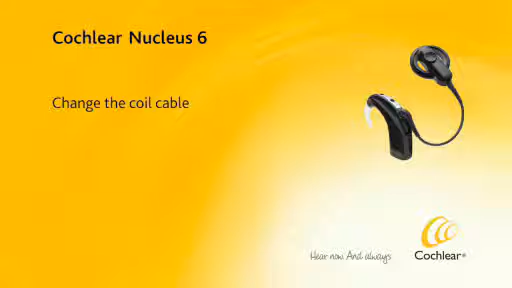 Cochlear Nucleus 6
Change the coil cable
Hear now. And always
Cochlear®